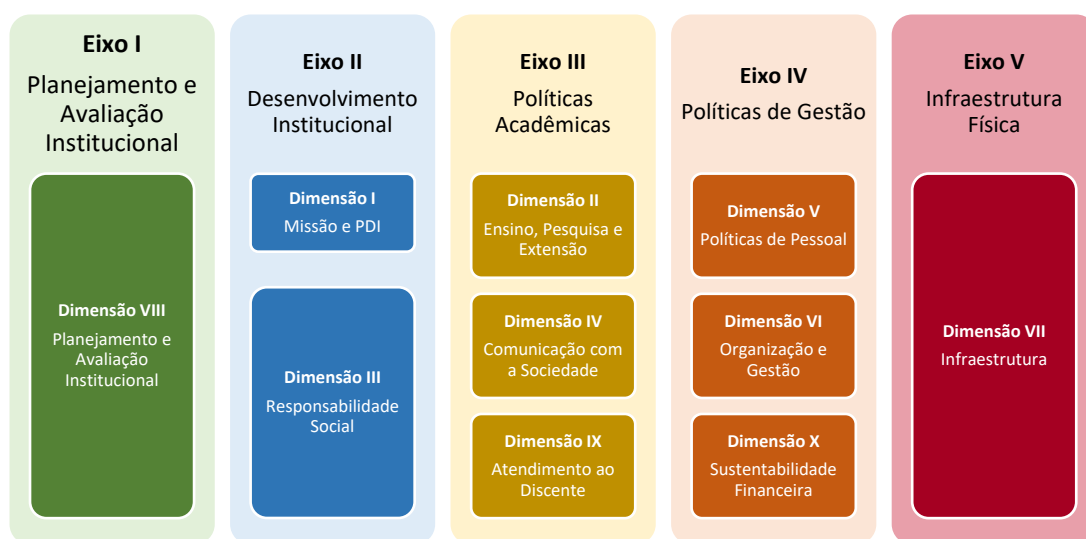 Eixo I
Planejamento e
Avaliação
Institucional
Dimensão VIII
Planejamento e
Avaliação
Institucional
Eixo II
Desenvolvimento
Institucional
Dimensão I
Missão e PDI
Dimensão III
Responsabilidade
Social
Eixo III
Políticas
Acadêmicas
Dimensão II
Ensino, Pesquisa e
Extensão
Dimensão IV
Comunicação com
a Sociedade
Dimensão IX
Atendimento ao
Discente
Eixo IV
Políticas de Gestão
Dimensão V
Políticas de Pessoal
Dimensão VI
Organização e
Gestão
Dimensão X
Sustentabilidade
Financeira
Eixo V
Infraestrutura
Física
Dimensão VII
Infraestrutura